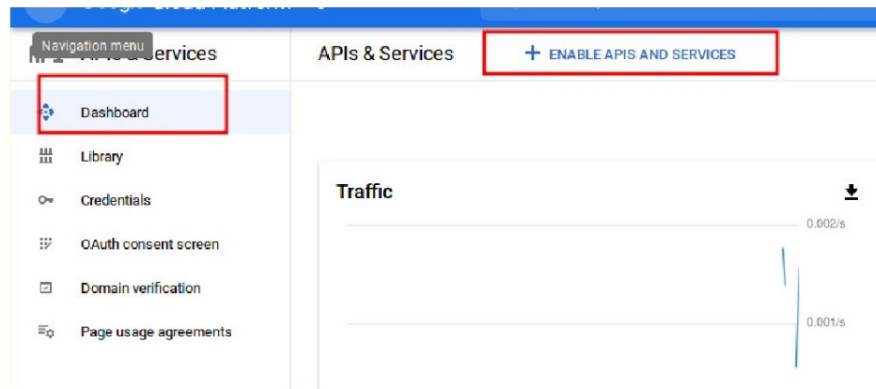 Navigation menu
Services
APIs & Services
+ ENABLE APIS AND SERVICES
Dashboard
Library
Credentials
OAuth consent screen
Domain verification
Page usage agreements
Traffic
0.002/s
0.001/s